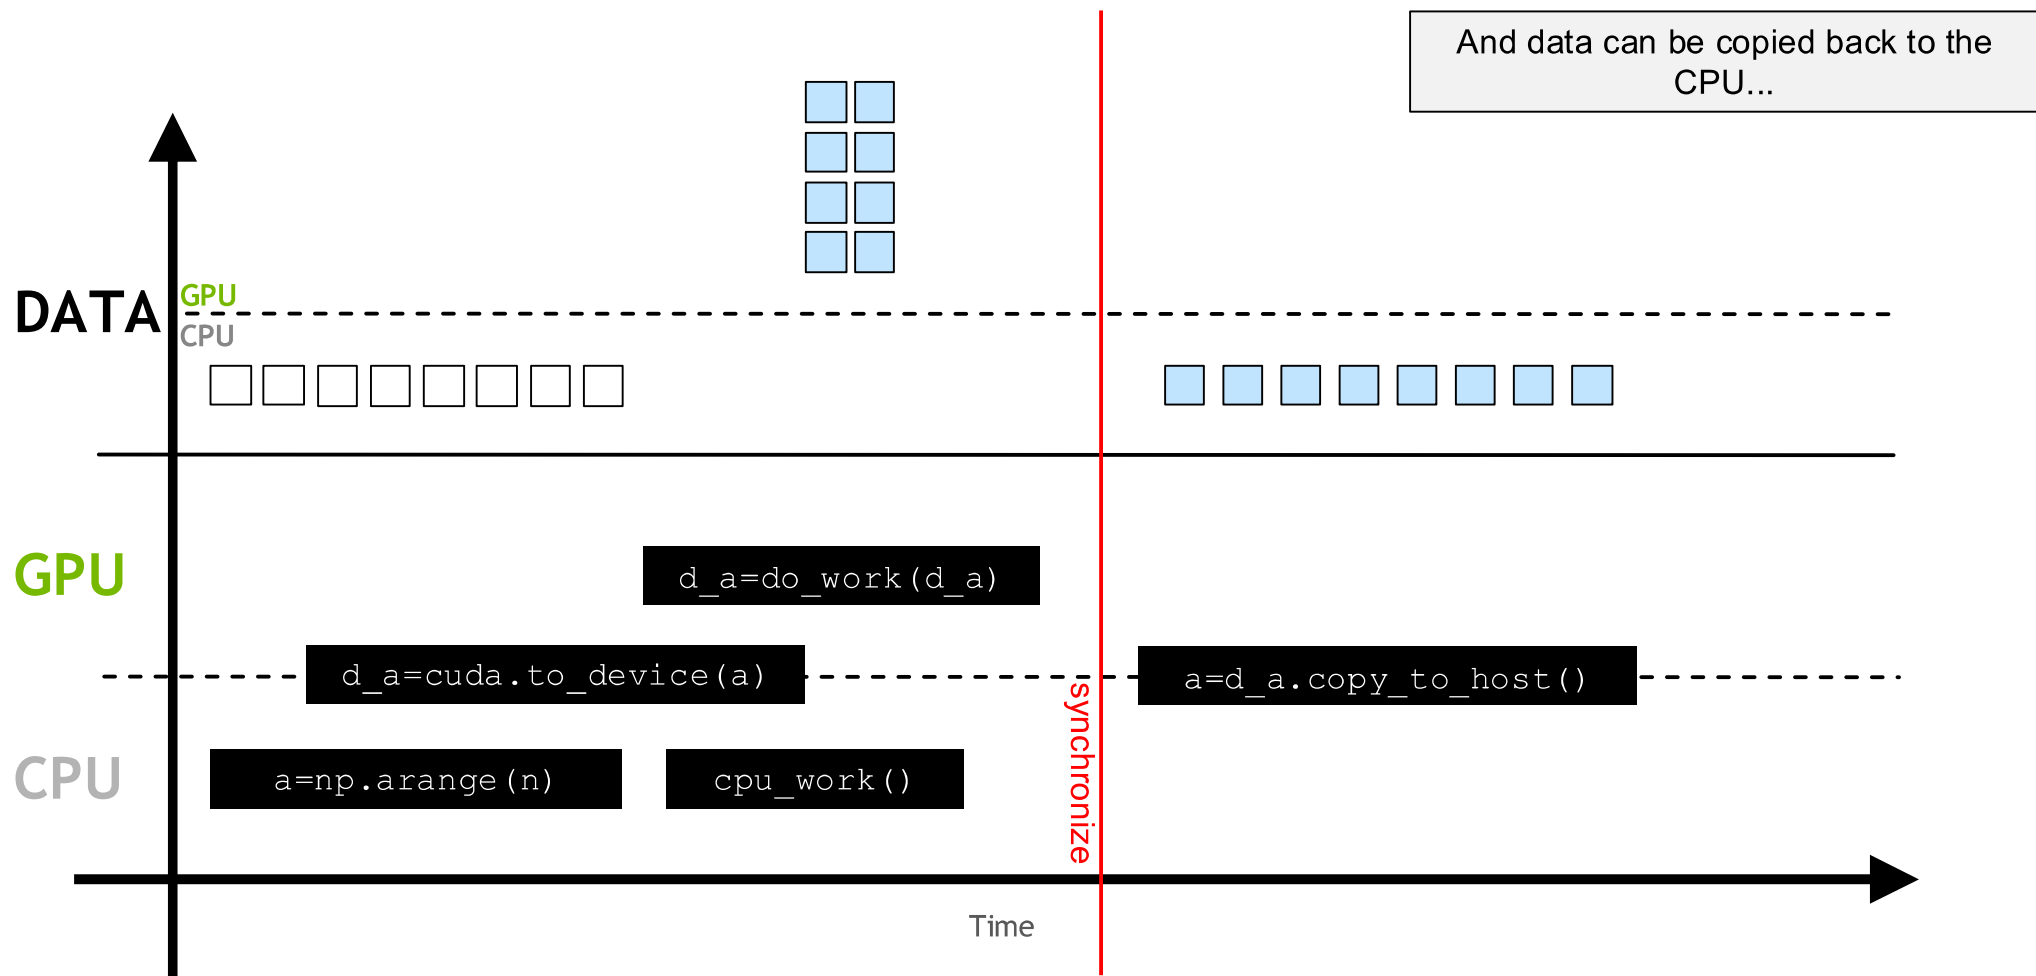 And data can be copied back to the
CPU...
DATA
GPU
CPU
GPU
d_a=do_work(d_a)
d_a=cuda.to_device(a)
a=d_a.copy_to_host()
synchronize
CPU
a=np.arange(n)
cpu_work()
Time